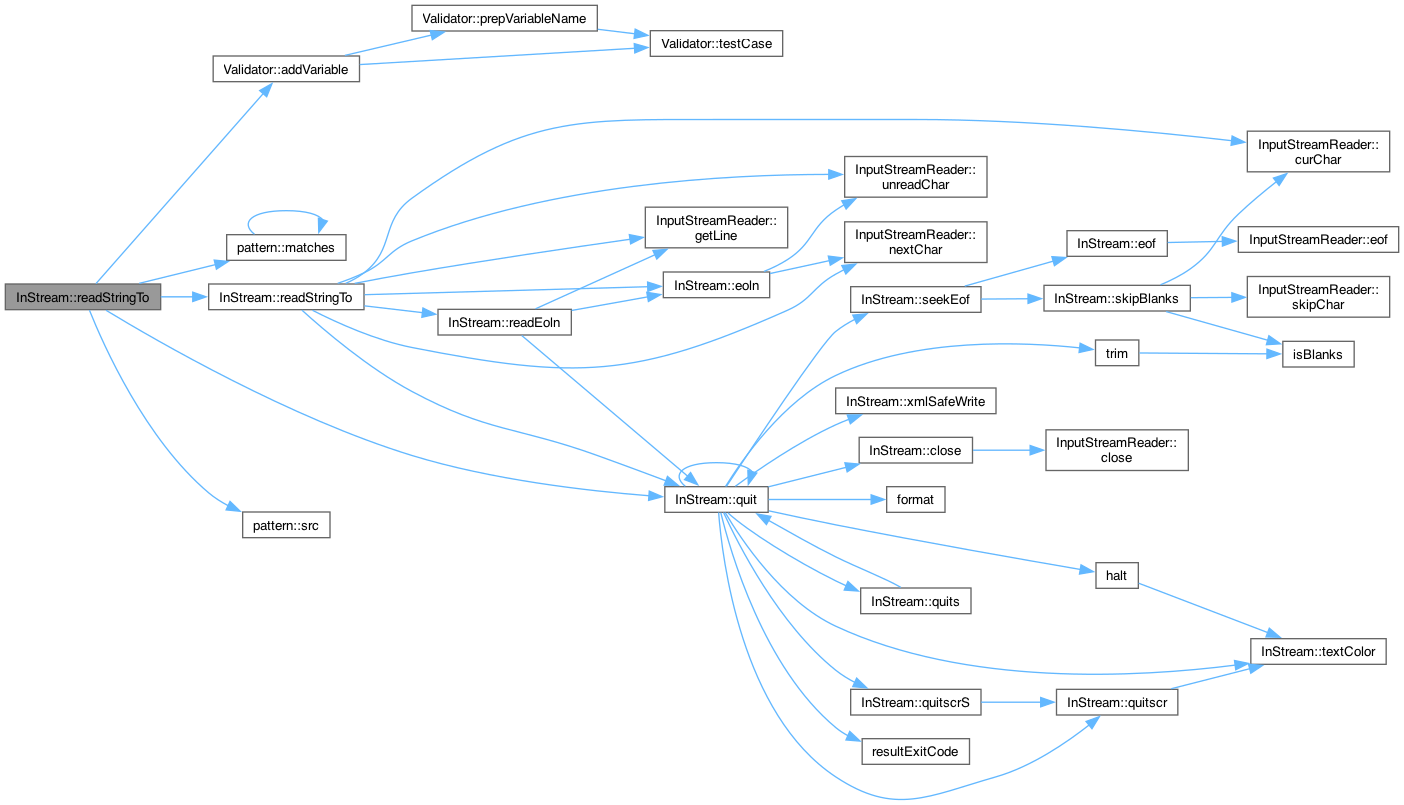 Validator::prepVariableName
Validator::testCase
Validator::addVariable
InputStreamReader::
curChar
InputStreamReader::
unreadChar
InputStreamReader::
getLine
pattern::matches
InputStreamReader::
nextChar
InStream::eof
InputStreamReader::eof
InStream::eoln
InStream::readStringTo
InStream::readStringTo
InStream::seekEof
InStream::skipBlanks
InputStreamReader::
skipChar
InStream::readEoln
trim
isBlanks
InStream::xmlSafeWrite
InStream::close
InputStreamReader::
close
InStream::quit
format
pattern::src
halt
InStream::quits
InStream::textColor
InStream::quitscrS
InStream::quitscr
resultExitCode